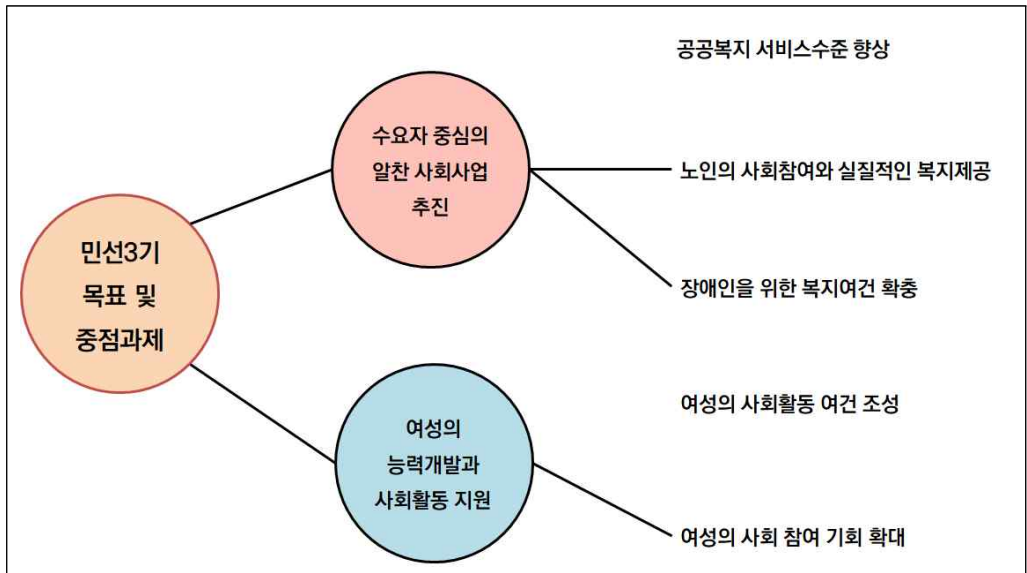 민선3기
목표 및
중점과제
수요자 중심의
알찬 사회사업
추진
공공복지 서비스수준 향상
노인의 사회참여와 실질적인 복지제공
장애인을 위한 복지여건 확충
여성의
능력개발과
사회활동 지원
여성의 사회활동 여건 조성
여성의 사회 참여 기회 확대